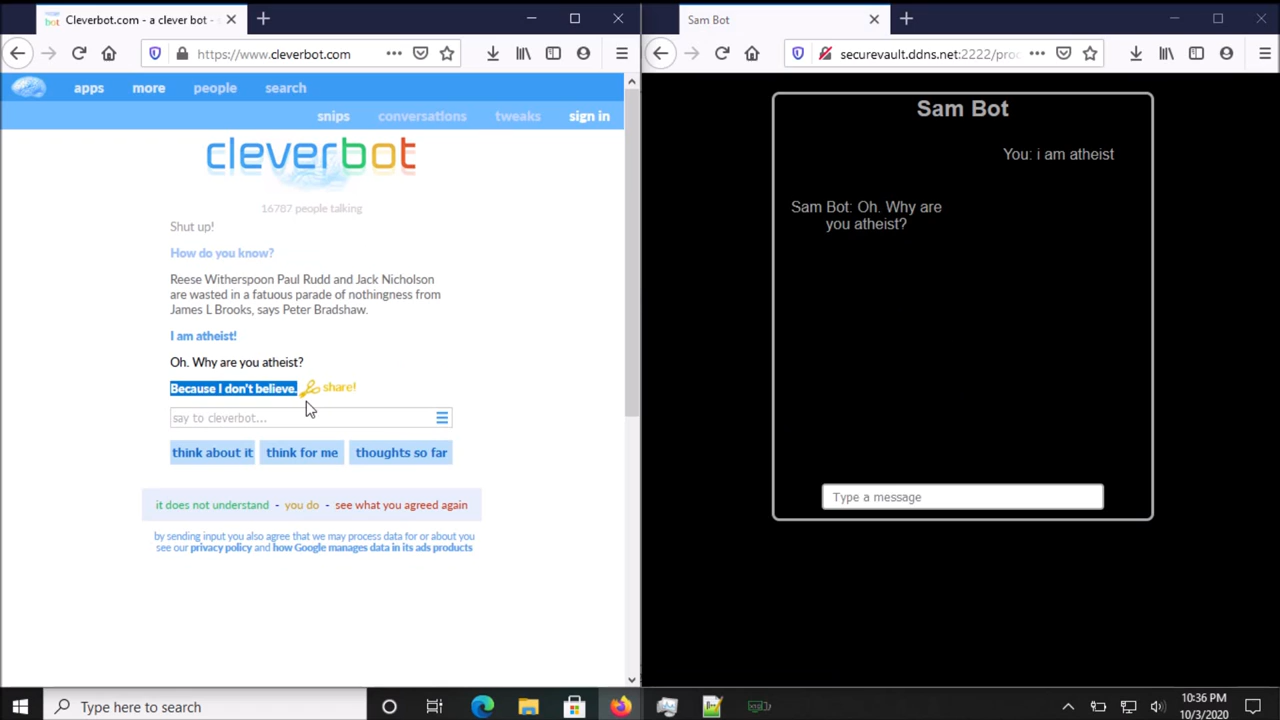 Cleverbot.com - a clever bot -
https://www.cleverbot.com
apps more people search
snips conversations tweaks sign in
cleverbot
16787 people talking
Shut up!
How do you know?
Reese Witherspoon Paul Rudd and Jack Nicholson
are wasted in a fatuous parade of nothingness from
James L Brooks, says Peter Bradshaw.
I am atheist!
Oh. Why are you atheist?
Because I don't believe. share!
say to cleverbot...
think about it think for me thoughts so far
it does not understand - you do - see what you agreed again
by sending input you also agree that we may process data for or about you
see our privacy policy and how Google manages data in its ads products
Sam Bot
securevault.ddns.net:2222/pro
Sam Bot
You: i am atheist
Sam Bot: Oh. Why are
you atheist?
Type a message
Type here to search
10:36 PM
10/3/2020